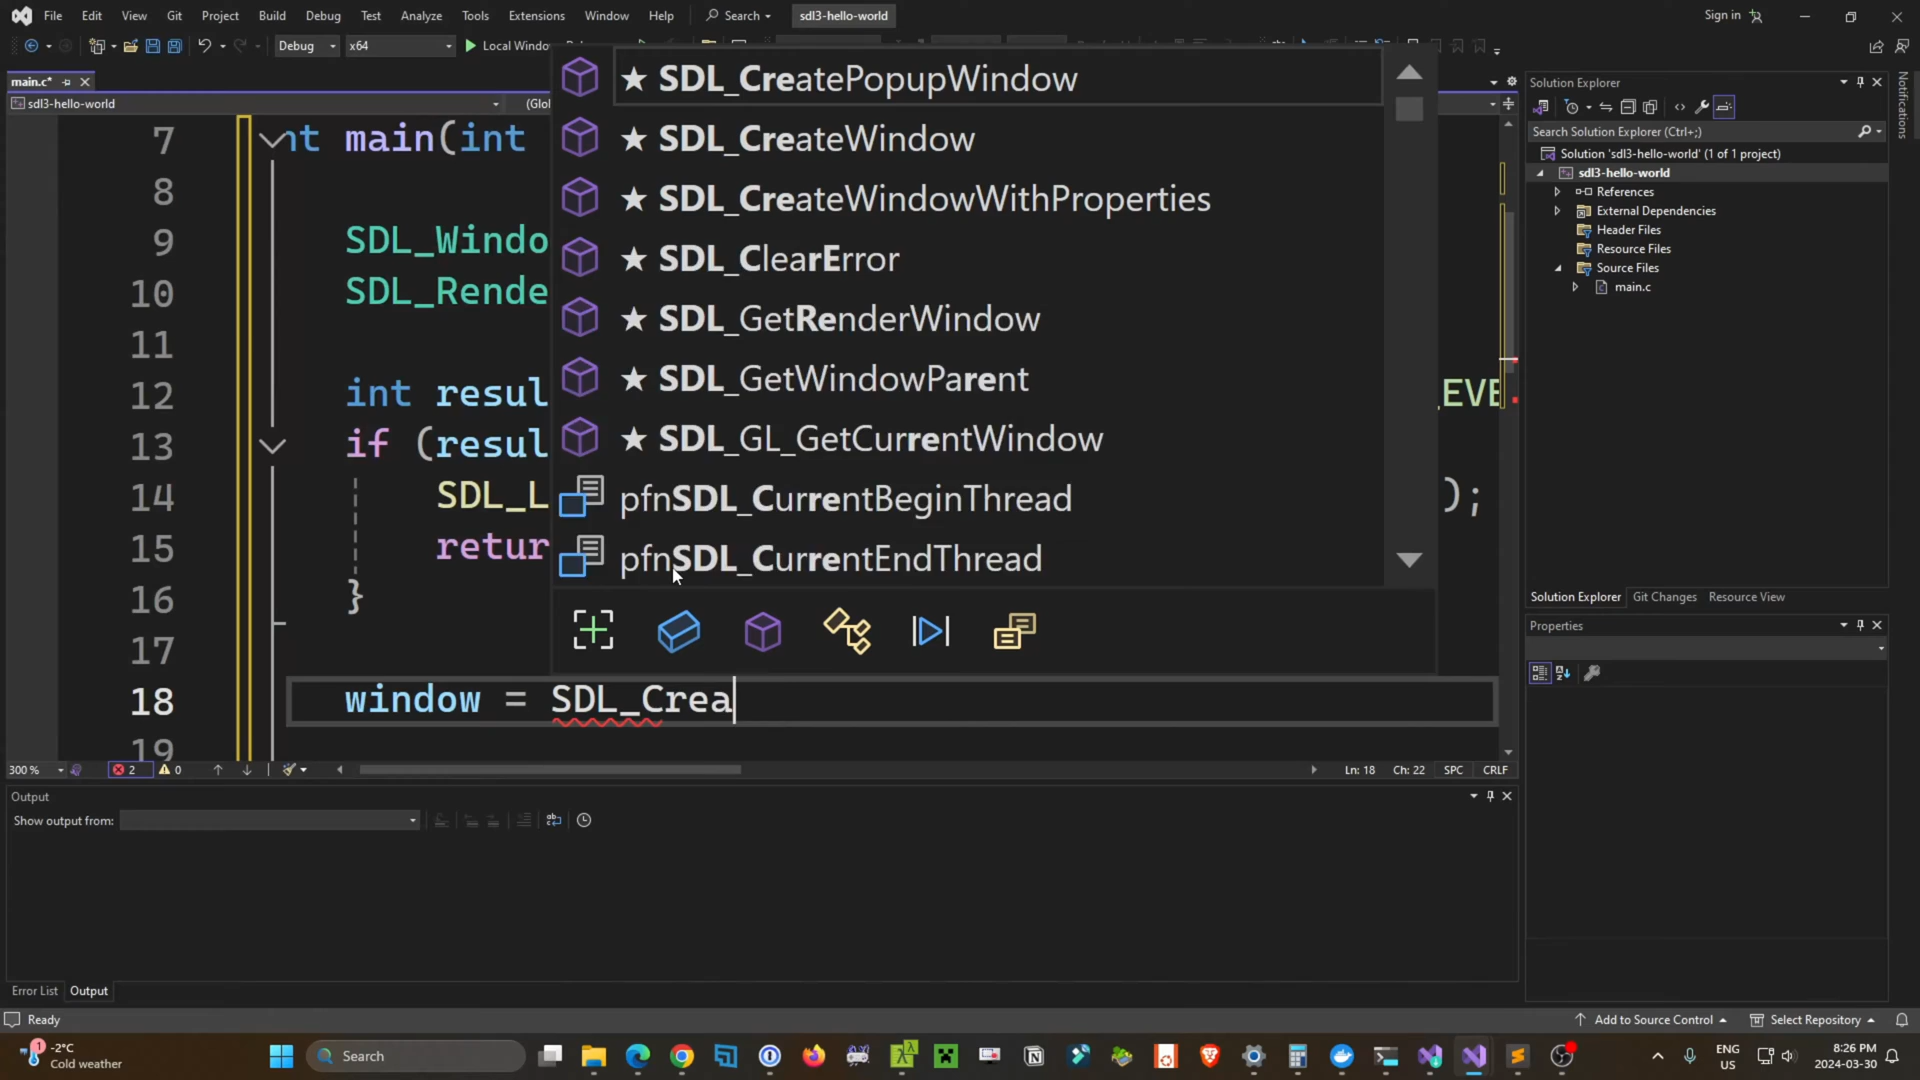 File Edit View Git Project Build Debug Test Analyze Tools Extensions Window Help Search sdl3-hello-world Sign in
Debug x64 Local Windo
main.c*
sdl3-hello-world (Glo
7 nt main(int
8
9 SDL_Windo
10 SDL_Rende
11
12 int resul _EVE
13 if (resul
14 SDL_L );
15 retur
16 }
17
18 window = SDL_Crea
19
★ SDL_CreatePopupWindow
★ SDL_CreateWindow
★ SDL_CreateWindowWithProperties
★ SDL_ClearError
★ SDL_GetRenderWindow
★ SDL_GetWindowParent
★ SDL_GL_GetCurrentWindow
pfnSDL_CurrentBeginThread
pfnSDL_CurrentEndThread
300 % 2 0 Ln: 18 Ch: 22 SPC CRLF
Output
Show output from:
Error List Output
Solution Explorer
Search Solution Explorer (Ctrl+;)
Solution 'sdl3-hello-world' (1 of 1 project)
sdl3-hello-world
References
External Dependencies
Header Files
Resource Files
Source Files
main.c
Solution Explorer Git Changes Resource View
Properties
Notifications
Ready Add to Source Control Select Repository
1 -2°C
Cold weather
Search
ENG
US
8:26 PM
2024-03-30